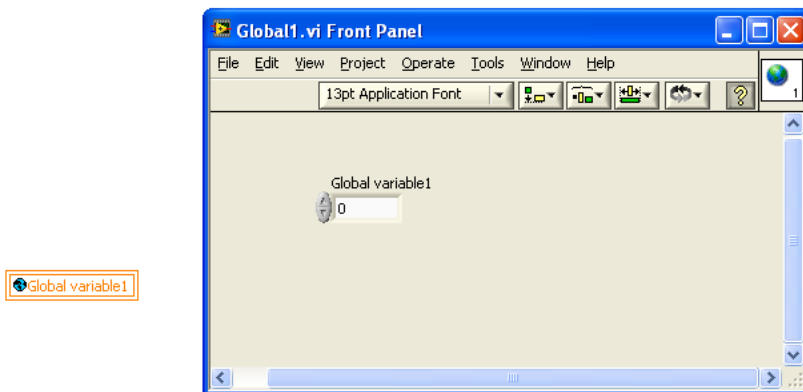 Global1.vi Front Panel
File Edit View Project Operate Tools Window Help
13pt Application Font
?
1
Global variable1
0
Global variable1